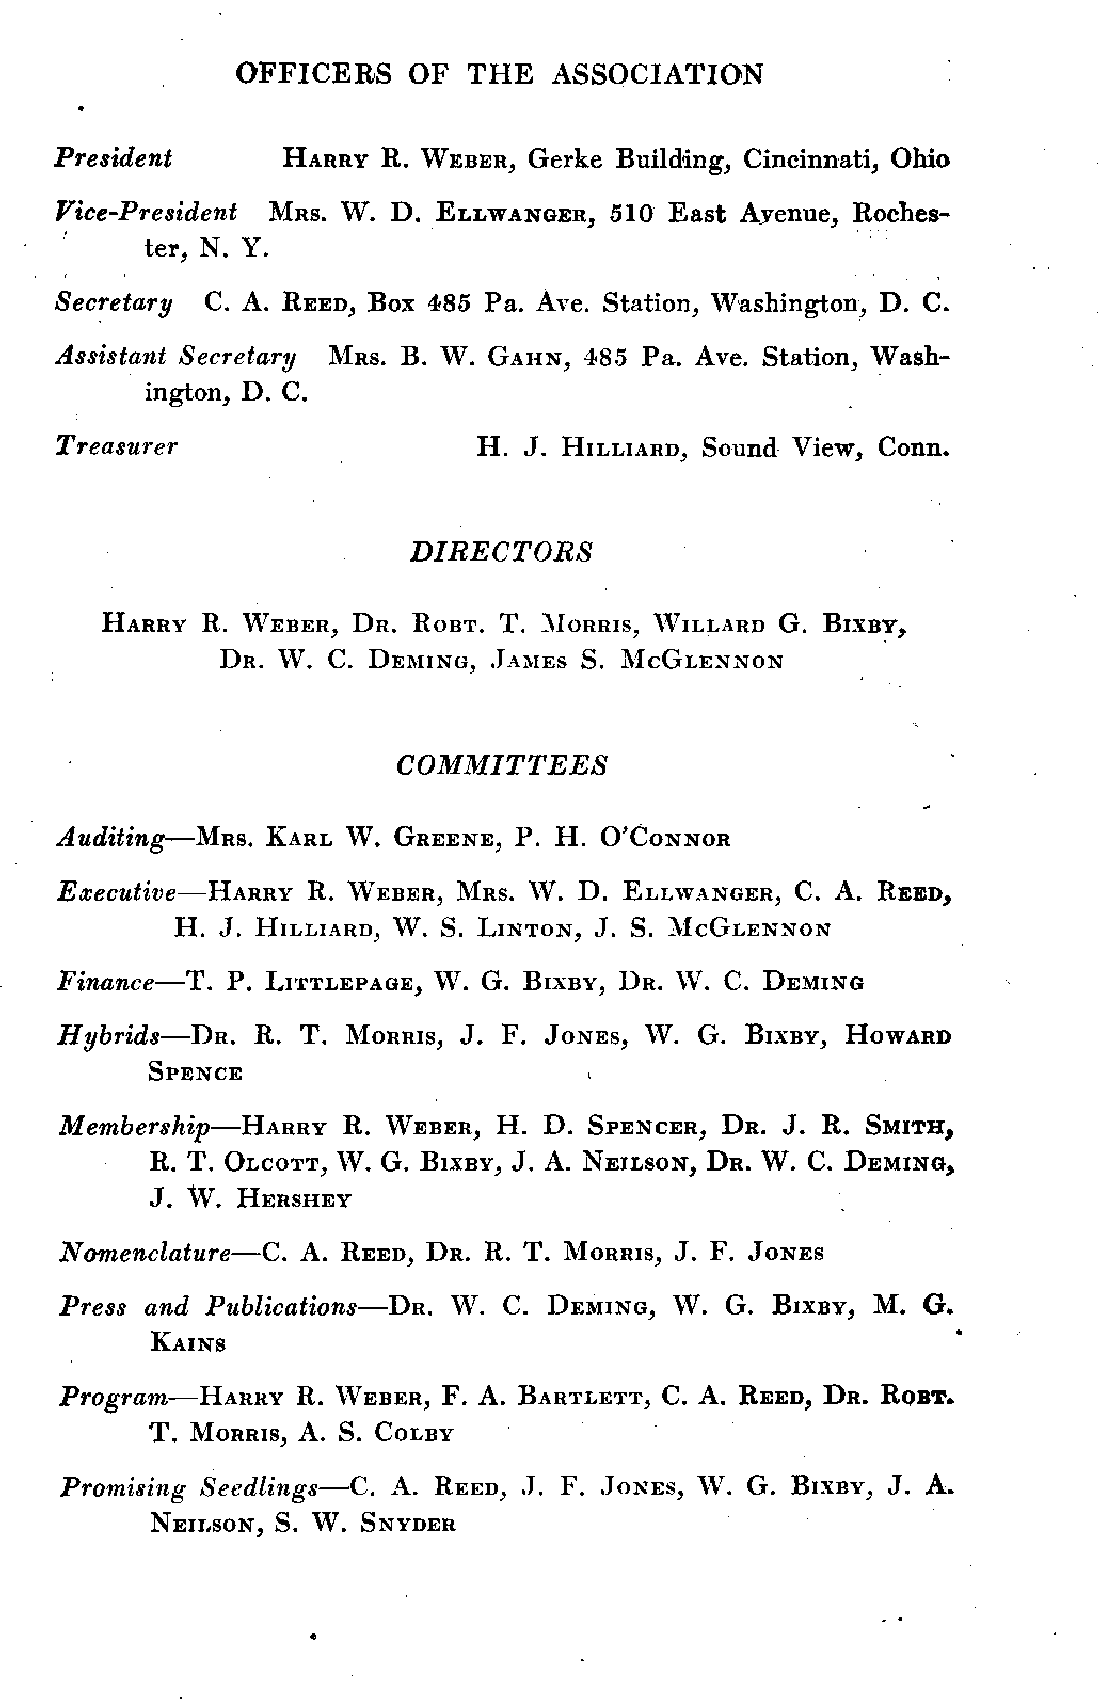 OFFICERS OF THE ASSOCIATION
President HARRY R. WEBER, Gerke Building, Cincinnati, Ohio
Vice-President MRS. W. D. ELLWANGER, 510 East Avenue, Roches-
ter, N. Y.
Secretary C. A. REED, Box 485 Pa. Ave. Station, Washington, D. C.
Assistant Secretary MRS. B. W. GAHN, 485 Pa. Ave. Station, Wash-
ington, D. C.
Treasurer H. J. HILLIARD, Sound View, Conn.
DIRECTORS
HARRY R. WEBER, DR. ROBT. T. MORRIS, WILLARD G. BIXBY,
DR. W. C. DEMING, JAMES S. MCGLENNON
COMMITTEES
Auditing—MRS. KARL W. GREENE, P. H. O'CONNOR
Executive—HARRY R. WEBER, MRS. W. D. ELLWANGER, C. A. REED,
H. J. HILLIARD, W. S. LINTON, J. S. MCGLENNON
Finance—T. P. LITTLEPAGE, W. G. BIXBY, DR. W. C. DEMING
Hybrids—DR. R. T. MORRIS, J. F. JONES, W. G. BIXBY, HOWARD
SPENCE
Membership—HARRY R. WEBER, H. D. SPENCER, DR. J. R. SMITH,
R. T. OLCOTT, W. G. BIXBY, J. A. NEILSON, DR. W. C. DEMING,
J. W. HERSHEY
Nomenclature—C. A. REED, DR. R. T. MORRIS, J. F. JONES
Press and Publications—DR. W. C. DEMING, W. G. BIXBY, M. G.
KAINS
Program—HARRY R. WEBER, F. A. BARTLETT, C. A. REED, DR. ROBT.
T. MORRIS, A. S. COLBY
Promising Seedlings—C. A. REED, J. F. JONES, W. G. BIXBY, J. A.
NEILSON, S. W. SNYDER